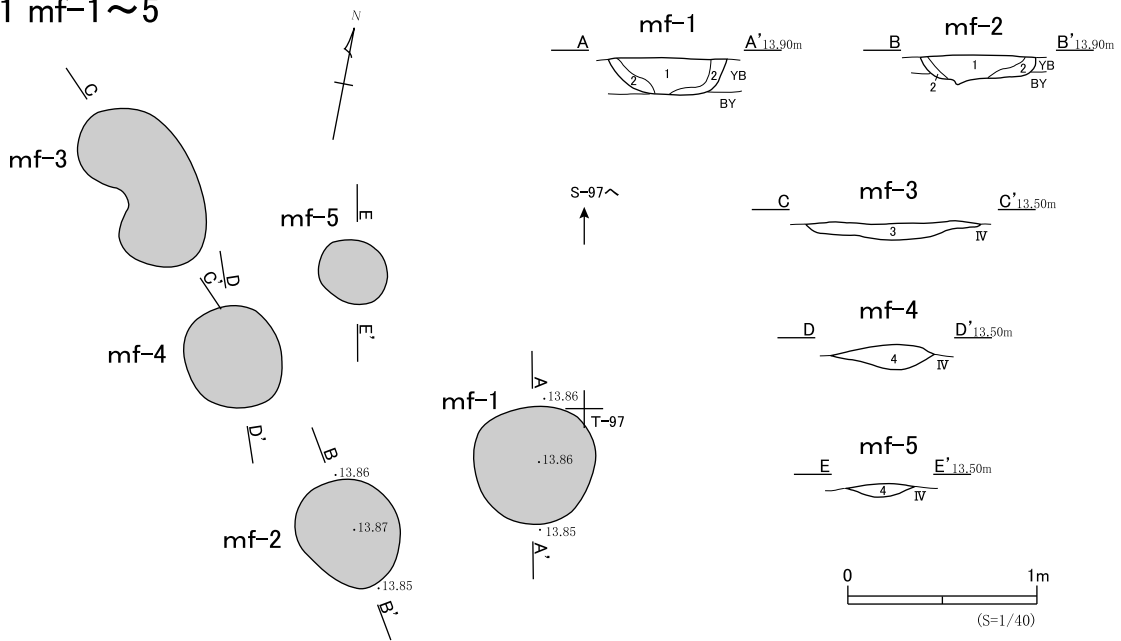 1 mf-1～5
N
C
mf-3
C'
mf-5
E
E'
D
mf-4
D'
B
.13.86
.13.87
mf-2
.13.85
B'
S-97へ
A
.13.86
mf-1
T-97
.13.86
.13.85
A'
mf-1
A A'13.90m
1
2 2 YB
BY
mf-2
B B'13.90m
1
2 YB
2 BY
mf-3
C C'13.50m
3 Ⅳ
mf-4
D D'13.50m
4 Ⅳ
mf-5
E E'13.50m
4 Ⅳ
0 1m
(S=1/40)